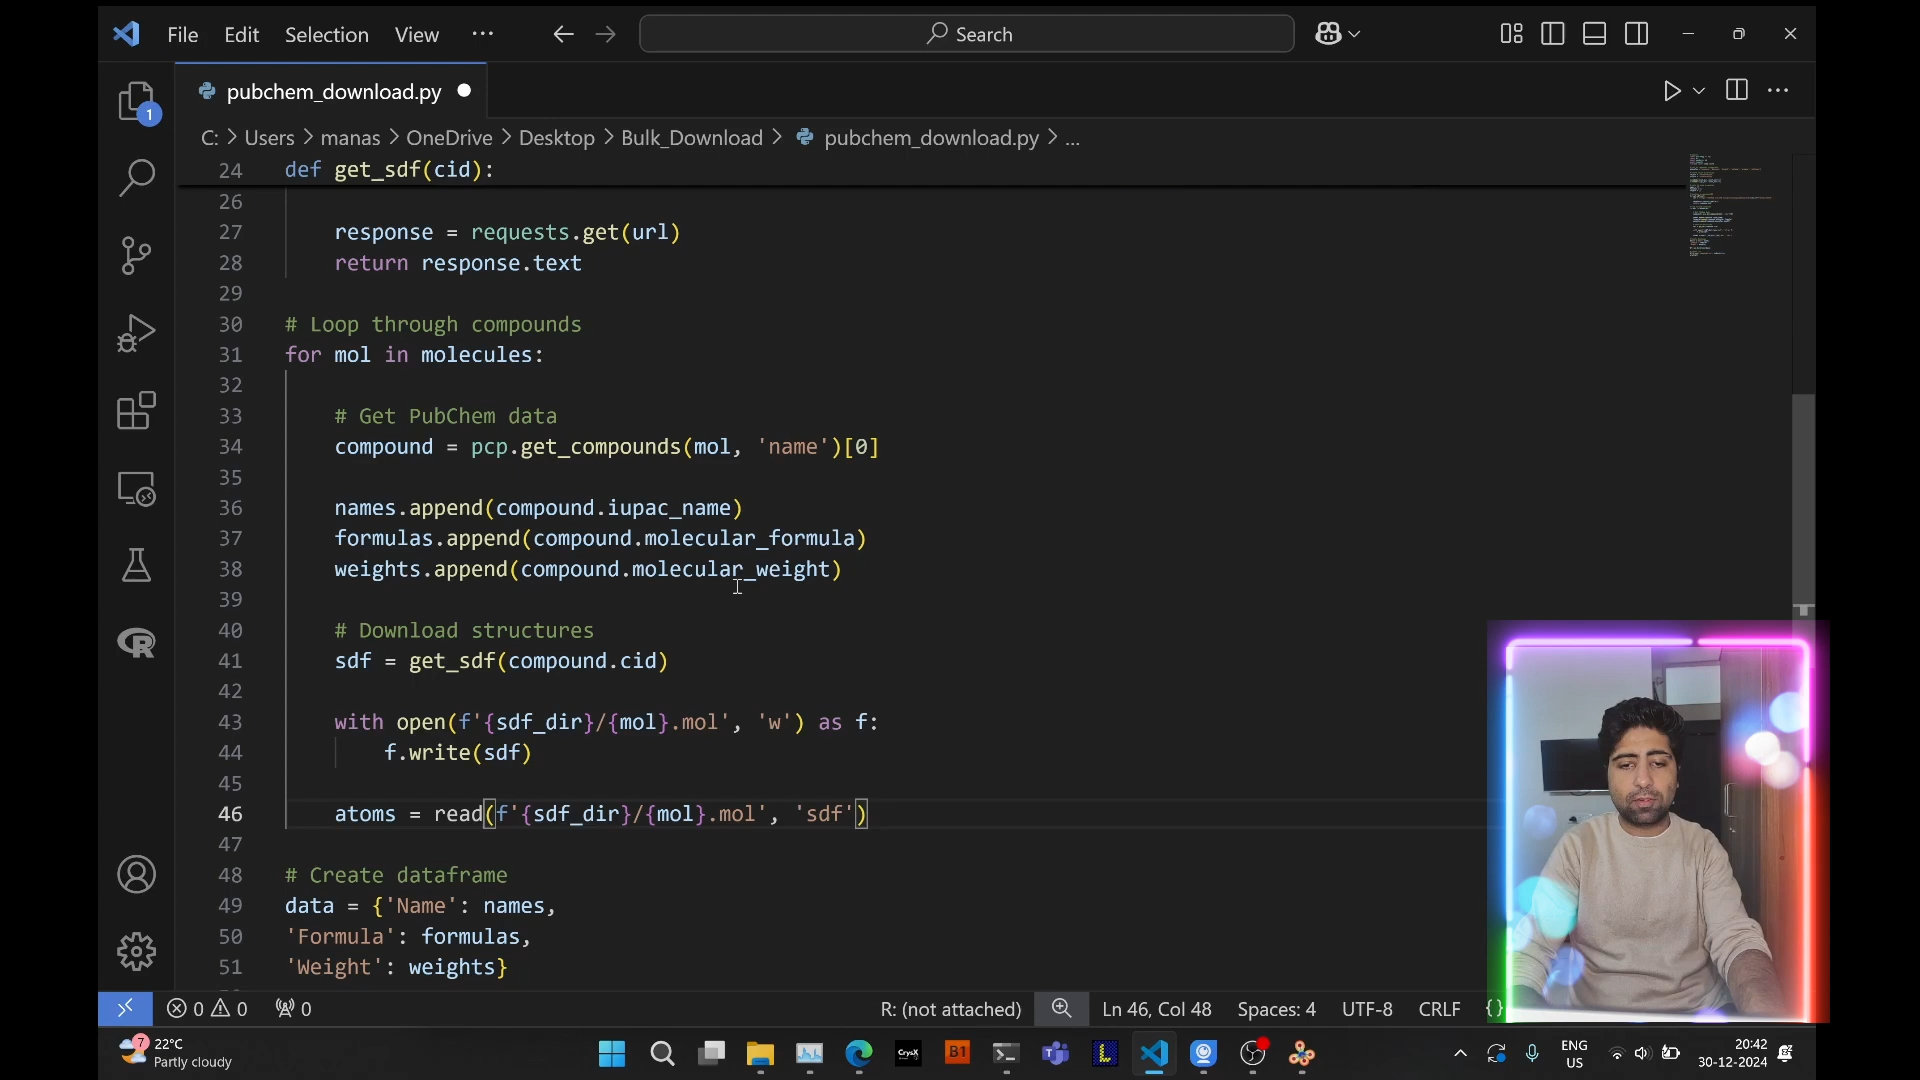 File Edit Selection View ··· Search
pubchem_download.py
C: > Users > manas > OneDrive > Desktop > Bulk_Download > pubchem_download.py > ...
24 def get_sdf(cid):
26
27 response = requests.get(url)
28 return response.text
29
30 # Loop through compounds
31 for mol in molecules:
32
33 # Get PubChem data
34 compound = pcp.get_compounds(mol, 'name')[0]
35
36 names.append(compound.iupac_name)
37 formulas.append(compound.molecular_formula)
38 weights.append(compound.molecular_weight)
39
40 # Download structures
41 sdf = get_sdf(compound.cid)
42
43 with open(f'{sdf_dir}/{mol}.mol', 'w') as f:
44 f.write(sdf)
45
46 atoms = read(f'{sdf_dir}/{mol}.mol', 'sdf')
47
48 # Create dataframe
49 data = {'Name': names,
50 'Formula': formulas,
51 'Weight': weights}
1
R
0 0 0 R: (not attached) Ln 46, Col 48 Spaces: 4 UTF-8 CRLF {}
7 22°C
Partly cloudy
CrysX B1 L
ENG
US
20:42
30-12-2024